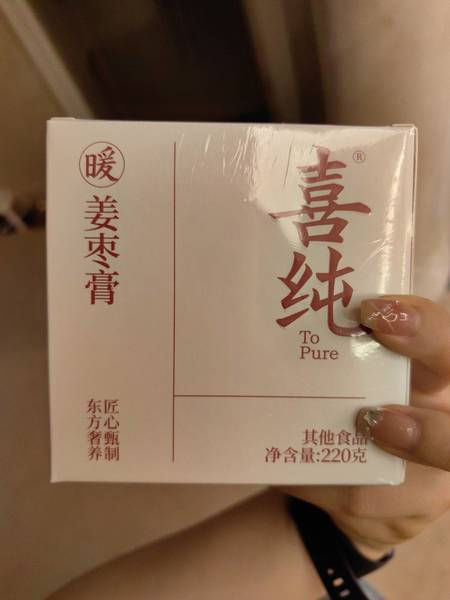 暖
姜枣膏
喜纯®
To
Pure
匠心甄制
东方奢养
其他食品
净含量:220克